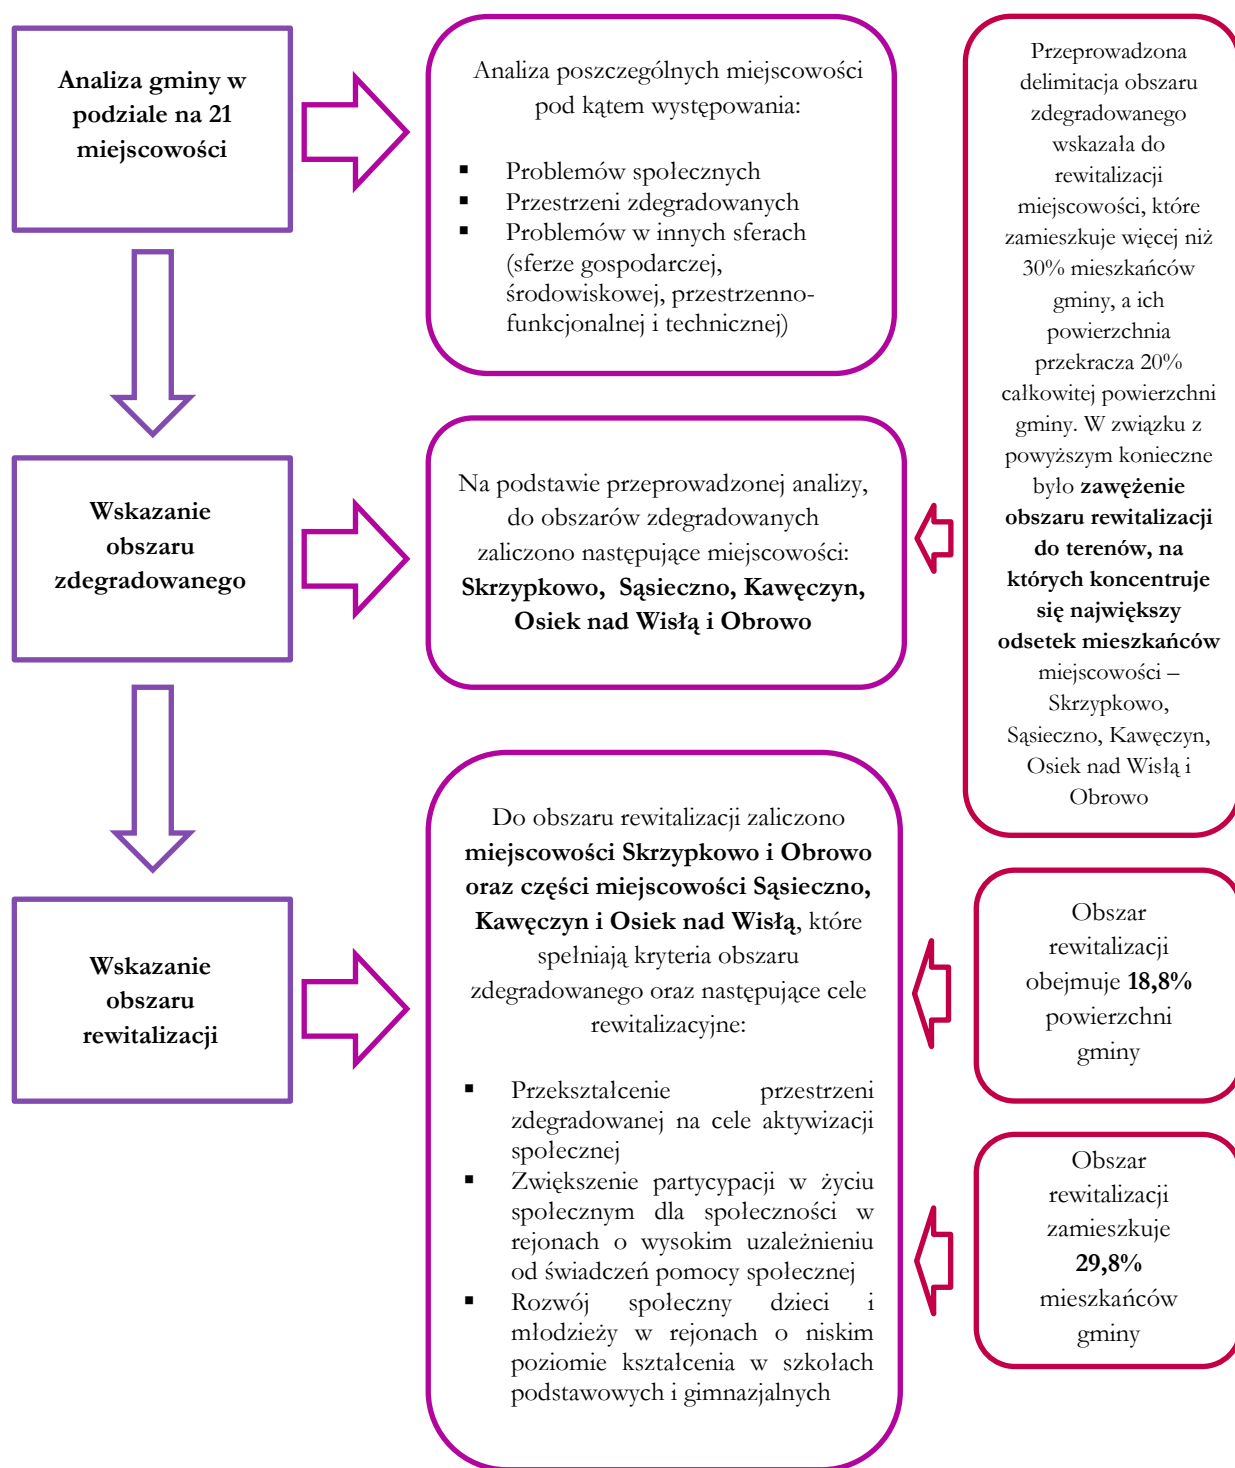 Analiza gminy w
podziale na 21
miejscowości
Analiza poszczególnych miejscowości
pod kątem występowania:
▪ Problemów społecznych
▪ Przestrzeni zdegradowanych
▪ Problemów w innych sferach
(sferze gospodarczej,
środowiskowej, przestrzenno-
funkcjonalnej i technicznej)
Przeprowadzona
delimitacja obszaru
zdegradowanego
wskazała do
rewitalizacji
miejscowości, które
zamieszkuje więcej niż
30% mieszkańców
gminy, a ich
powierzchnia
przekracza 20%
całkowitej powierzchni
gminy. W związku z
powyższym konieczne
było zawężenie
obszaru rewitalizacji
do terenów, na
których koncentruje
się największy
odsetek mieszkańców
miejscowości –
Skrzypkowo,
Sąsieczno, Kawęczyn,
Osiek nad Wisłą i
Obrowo
Wskazanie
obszaru
zdegradowanego
Na podstawie przeprowadzonej analizy,
do obszarów zdegradowanych
zaliczono następujące miejscowości:
Skrzypkowo, Sąsieczno, Kawęczyn,
Osiek nad Wisłą i Obrowo
Wskazanie
obszaru
rewitalizacji
Do obszaru rewitalizacji zaliczono
miejscowości Skrzypkowo i Obrowo
oraz części miejscowości Sąsieczno,
Kawęczyn i Osiek nad Wisłą, które
spełniają kryteria obszaru
zdegradowanego oraz następujące cele
rewitalizacyjne:
▪ Przekształcenie przestrzeni
zdegradowanej na cele aktywizacji
społecznej
▪ Zwiększenie partycypacji w życiu
społecznym dla społeczności w
rejonach o wysokim uzależnieniu
od świadczeń pomocy społecznej
▪ Rozwój społeczny dzieci i
młodzieży w rejonach o niskim
poziomie kształcenia w szkołach
podstawowych i gimnazjalnych
Obszar
rewitalizacji
obejmuje 18,8%
powierzchni
gminy
Obszar
rewitalizacji
zamieszkuje
29,8%
mieszkańców
gminy